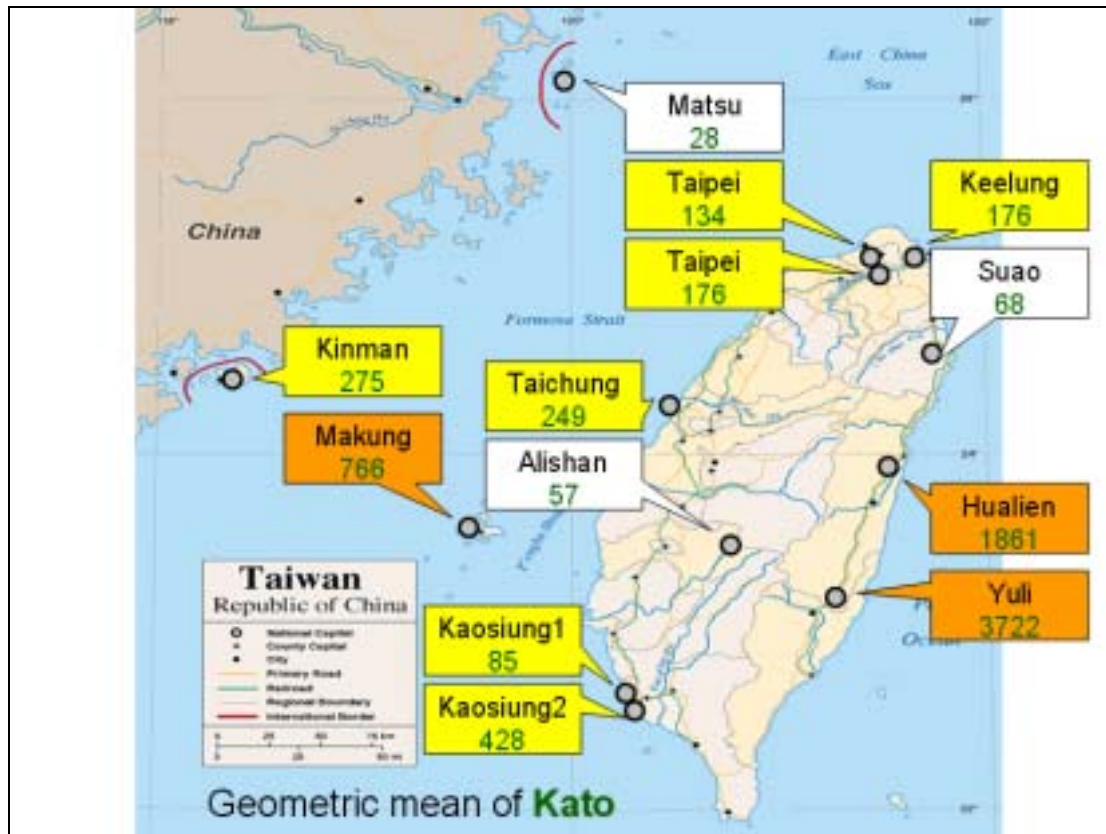 East China
Sea
Matsu
28
Taipei
134
Keelung
176
China
Taipei
176
Suao
68
Formosa Strait
Kinman
275
Taichung
249
Makung
766
Alishan
57
24°
Hualien
1861
Taiwan
Republic of China
National Capital
County Capital
City
Primary Road
Railroad
Regional Boundary
International Border
Yuli
3722
Ocean
Kaosiung1
85
Kaosiung2
428
Geometric mean of Kato